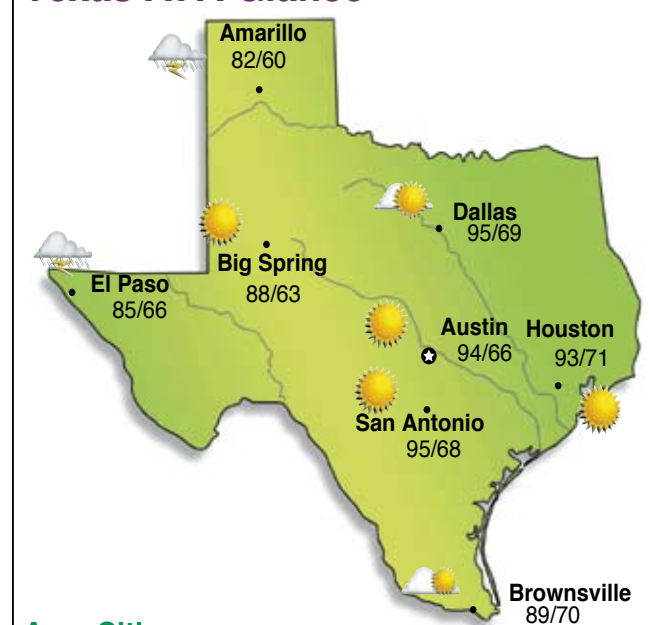 Amarillo
82/60
Dallas
95/69
Big Spring
88/63
El Paso
85/66
Austin
94/66
Houston
93/71
San Antonio
95/68
Brownsville
89/70